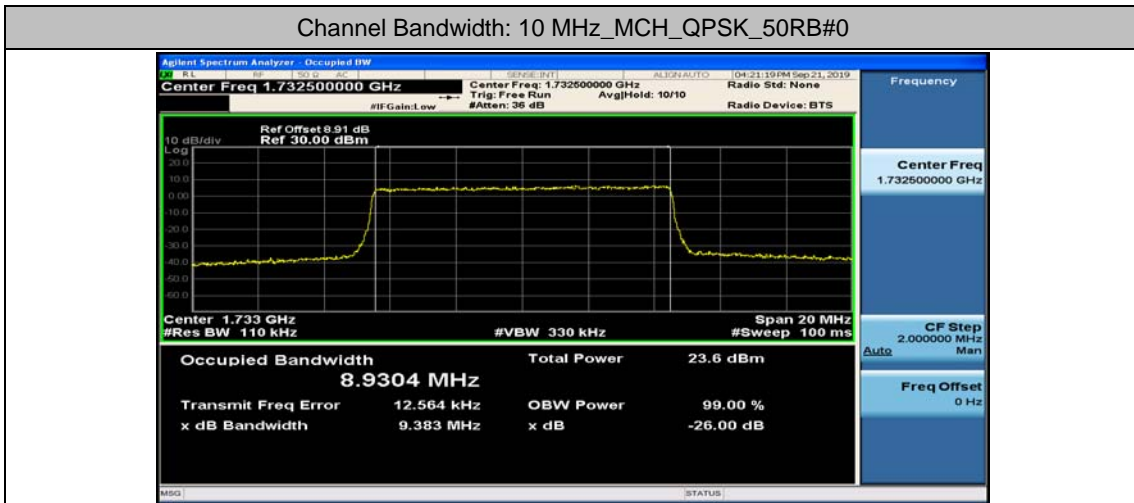 Channel Bandwidth: 10 MHz_MCH_QPSK_50RB#0
Agilent Spectrum Analyzer - Occupied BW
RL RF 50 Ω AC SENSE:INT ALIGNAUTO 04:21:19 PM Sep 21, 2019
Center Freq 1.732500000 GHz Center Freq: 1.732500000 GHz Radio Std: None Frequency
Trig: Free Run Avg|Hold: 10/10
#IFGain:Low #Atten: 36 dB Radio Device: BTS
Ref Offset 8.91 dB
10 dB/div Ref 30.00 dBm
Log
20.0
10.0
0.00
-10.0
-20.0
-30.0
-40.0
-50.0
-60.0
Center Freq
1.732500000 GHz
Center 1.733 GHz Span 20 MHz
#Res BW 110 kHz #VBW 330 kHz #Sweep 100 ms
CF Step
2.000000 MHz
Auto Man
Occupied Bandwidth Total Power 23.6 dBm
8.9304 MHz
Freq Offset
0 Hz
Transmit Freq Error 12.564 kHz OBW Power 99.00 %
x dB Bandwidth 9.383 MHz x dB -26.00 dB
MSG STATUS